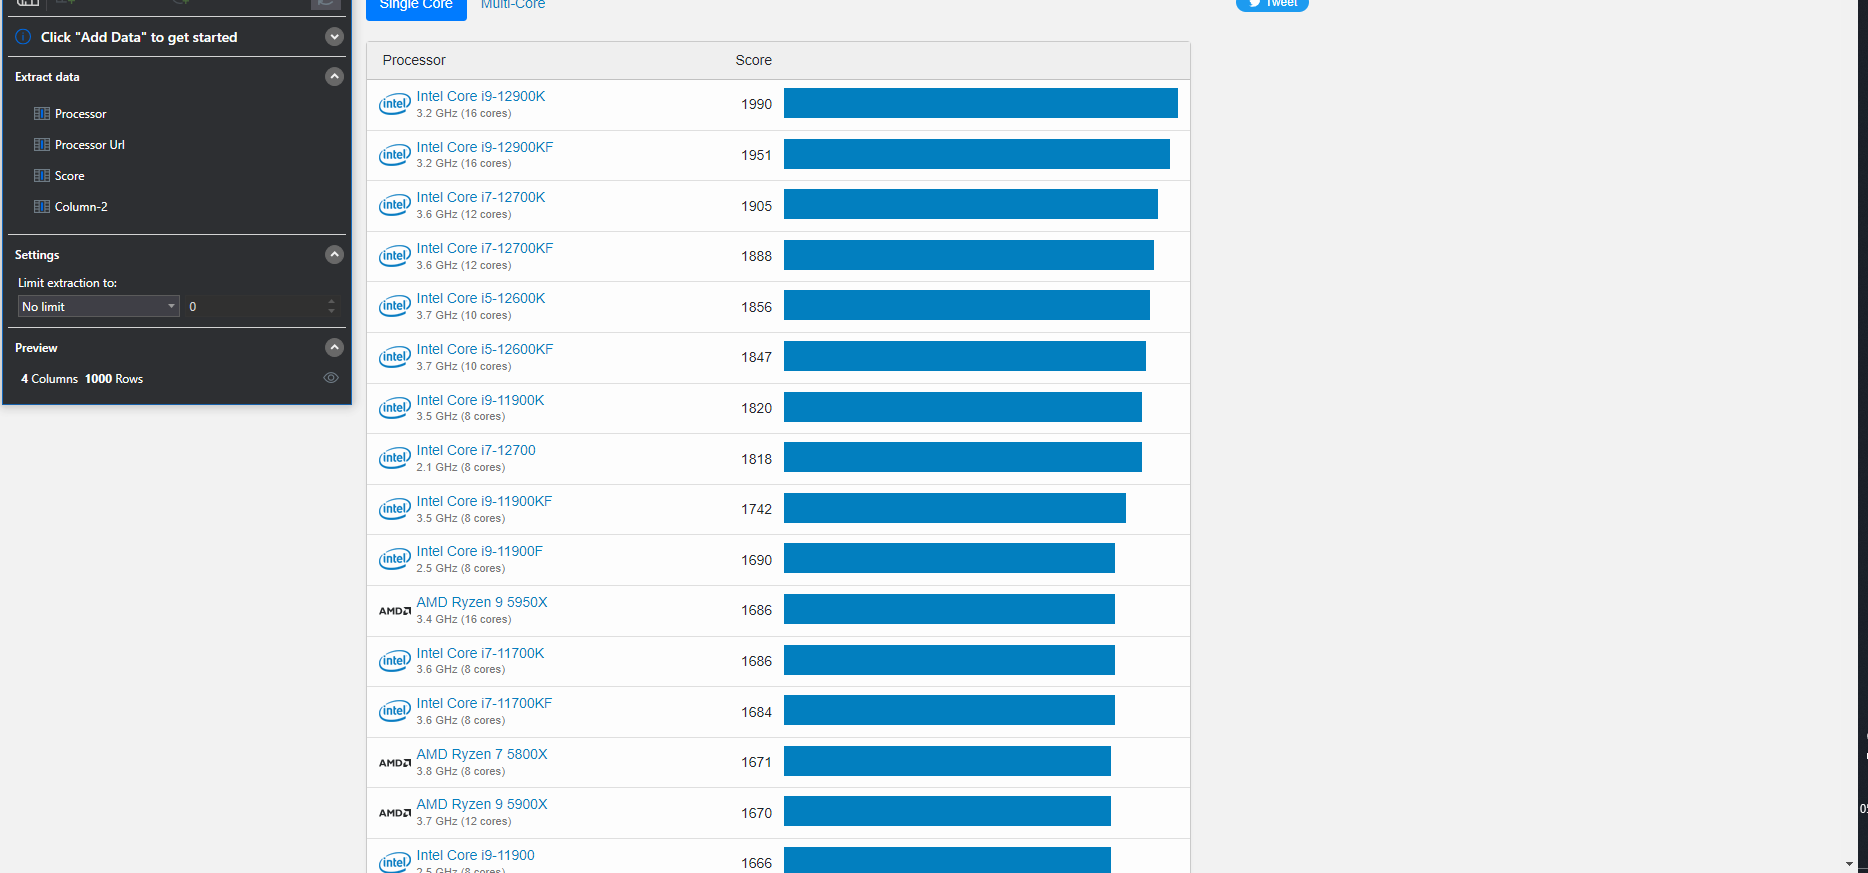 Single Core
Multi-Core
Tweet
Click "Add Data" to get started
Extract data
Processor
Processor Url
Score
Column-2
Settings
Limit extraction to:
No limit
0
Preview
4 Columns 1000 Rows
Processor Score
intel Intel Core i9-12900K 1990
3.2 GHz (16 cores)
intel Intel Core i9-12900KF 1951
3.2 GHz (16 cores)
intel Intel Core i7-12700K 1905
3.6 GHz (12 cores)
intel Intel Core i7-12700KF 1888
3.6 GHz (12 cores)
intel Intel Core i5-12600K 1856
3.7 GHz (10 cores)
intel Intel Core i5-12600KF 1847
3.7 GHz (10 cores)
intel Intel Core i9-11900K 1820
3.5 GHz (8 cores)
intel Intel Core i7-12700 1818
2.1 GHz (8 cores)
intel Intel Core i9-11900KF 1742
3.5 GHz (8 cores)
intel Intel Core i9-11900F 1690
2.5 GHz (8 cores)
AMD AMD Ryzen 9 5950X 1686
3.4 GHz (16 cores)
intel Intel Core i7-11700K 1686
3.6 GHz (8 cores)
intel Intel Core i7-11700KF 1684
3.6 GHz (8 cores)
AMD AMD Ryzen 7 5800X 1671
3.8 GHz (8 cores)
AMD AMD Ryzen 9 5900X 1670
3.7 GHz (12 cores)
intel Intel Core i9-11900 1666
2.5 GHz (8 cores)